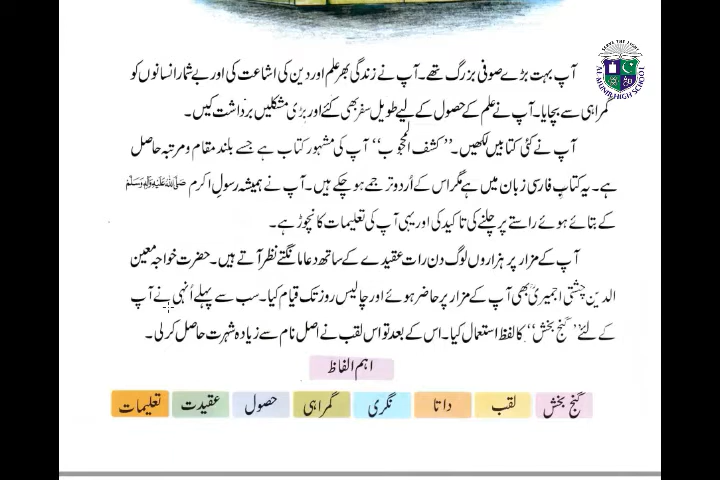 آپ بہت بڑے صوفی بزرگ تھے۔ آپ نے زندگی بھر علم اور دین کی اشاعت کی اور بے شمار انسانوں کو
گمراہی سے بچایا۔ آپ نے علم کے حصول کے لیے طویل سفر بھی کئے اور بڑی مشکلیں برداشت کیں۔
آپ نے کئی کتابیں لکھیں۔ ”کشف المحجوب“ آپ کی مشہور کتاب ہے جسے بلند مقام و مرتبہ حاصل
ہے۔ یہ کتاب فارسی زبان میں ہے مگر اس کے اُردو ترجمے ہو چکے ہیں۔ آپ نے ہمیشہ رسولِ اکرم صَلَّی اللہُ عَلَیْہِ وَآلِہٖ وَسَلَّمَ
کے بتائے ہوئے راستے پر چلنے کی تاکید کی اور یہی آپ کی تعلیمات کا نچوڑ ہے۔
آپ کے مزار پر ہزاروں لوگ دن رات عقیدے کے ساتھ دعا مانگتے نظر آتے ہیں۔ حضرت خواجہ معین
الدین چشتی اجمیریؒ بھی آپ کے مزار پر حاضر ہوئے اور چالیس روز تک قیام کیا۔ سب سے پہلے اُنہی نے آپ
کے لئے ”گنج بخش“ کا لفظ استعمال کیا۔ اس کے بعد تو اس لقب نے اصل نام سے زیادہ شہرت حاصل کر لی۔
اہم الفاظ
گنج بخش لقب داتا نگری گمراہی حصول عقیدت تعلیمات
AL MUNIR HIGH SCHOOL